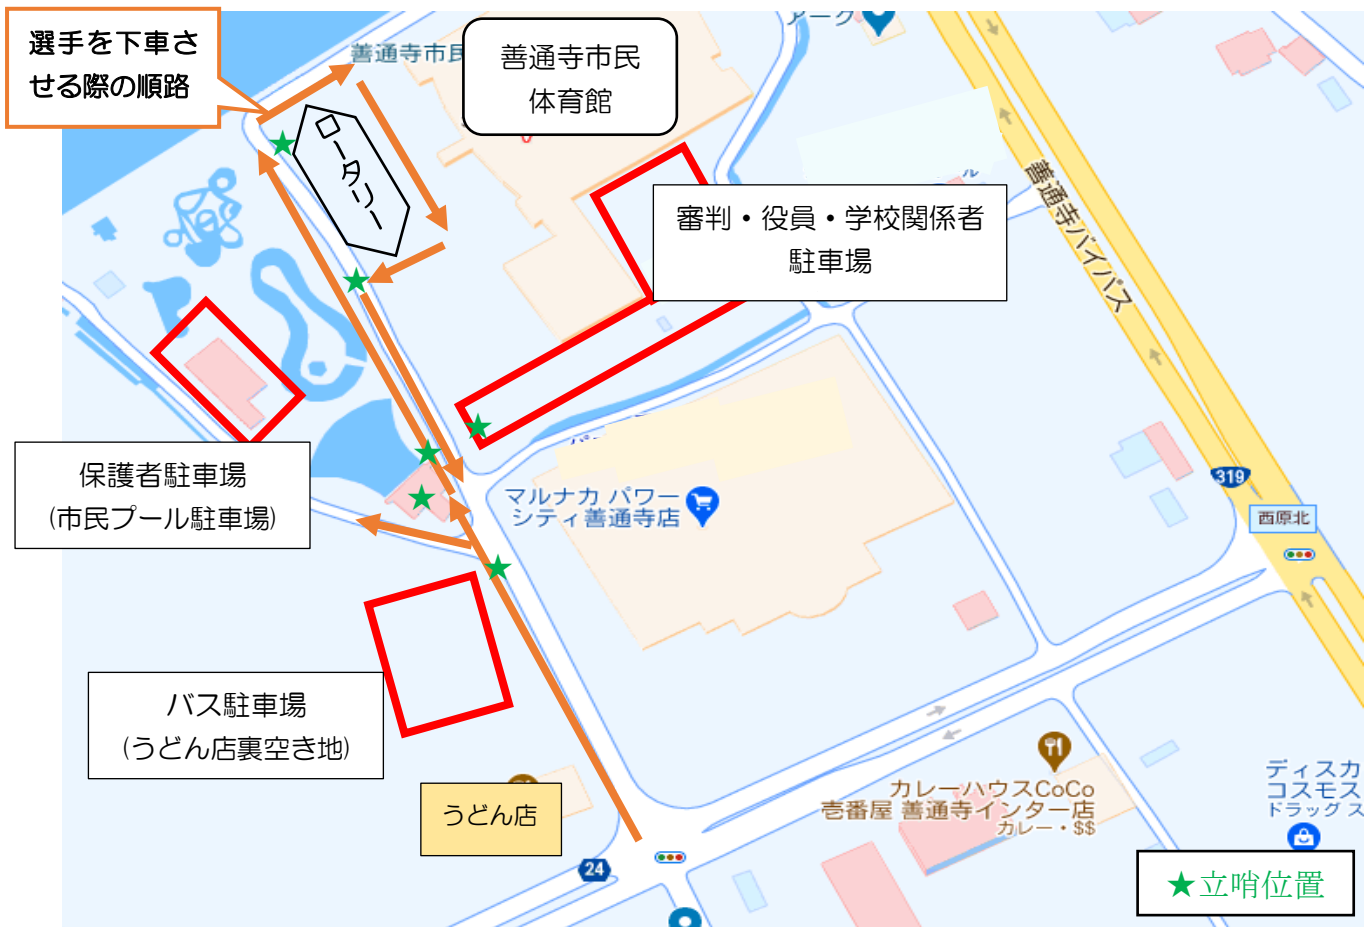 選手を下車さ
せる際の順路
善通寺市民
善通寺市民
体育館
アーク
ロータリー
審判・役員・学校関係者
駐車場
ル
善通寺バイパス
保護者駐車場
(市民プール駐車場)
マルナカ パワー
シティ善通寺店
319
西原北
バス駐車場
(うどん店裏空き地)
うどん店
カレーハウスCoCo
壱番屋 善通寺インター店
カレー・$$
ディスカ
コスモス
ドラッグ ス
24
★立哨位置